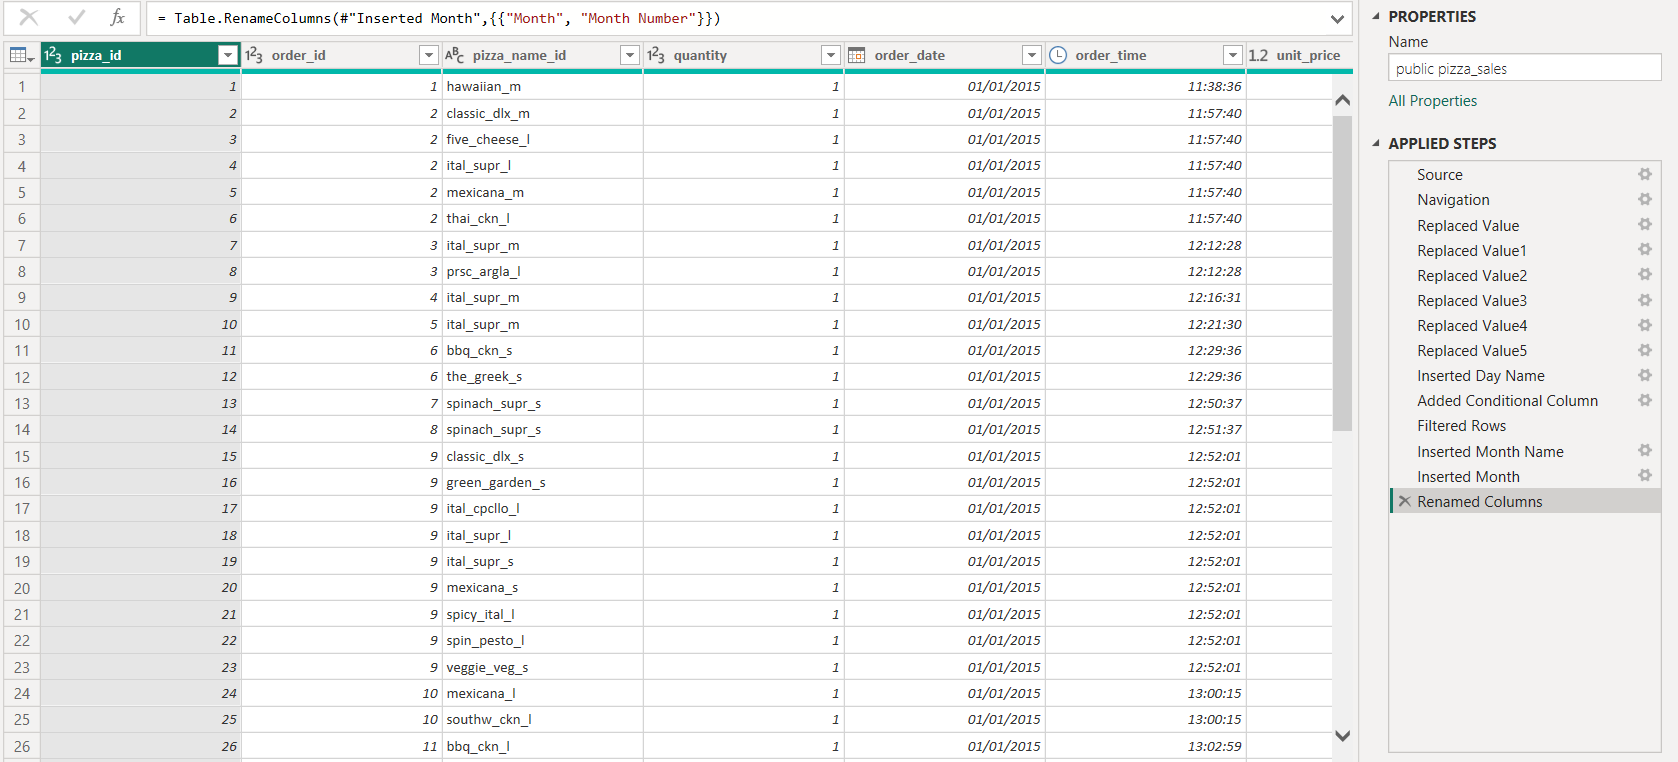 = Table.RenameColumns(#"Inserted Month",{{"Month", "Month Number"}})
pizza_id order_id pizza_name_id quantity order_date order_time unit_price
1 1 1 hawaiian_m 1 01/01/2015 11:38:36
2 2 2 classic_dlx_m 1 01/01/2015 11:57:40
3 3 2 five_cheese_l 1 01/01/2015 11:57:40
4 4 2 ital_supr_l 1 01/01/2015 11:57:40
5 5 2 mexicana_m 1 01/01/2015 11:57:40
6 6 2 thai_ckn_l 1 01/01/2015 11:57:40
7 7 3 ital_supr_m 1 01/01/2015 12:12:28
8 8 3 prsc_argla_l 1 01/01/2015 12:12:28
9 9 4 ital_supr_m 1 01/01/2015 12:16:31
10 10 5 ital_supr_m 1 01/01/2015 12:21:30
11 11 6 bbq_ckn_s 1 01/01/2015 12:29:36
12 12 6 the_greek_s 1 01/01/2015 12:29:36
13 13 7 spinach_supr_s 1 01/01/2015 12:50:37
14 14 8 spinach_supr_s 1 01/01/2015 12:51:37
15 15 9 classic_dlx_s 1 01/01/2015 12:52:01
16 16 9 green_garden_s 1 01/01/2015 12:52:01
17 17 9 ital_cpcllo_l 1 01/01/2015 12:52:01
18 18 9 ital_supr_l 1 01/01/2015 12:52:01
19 19 9 ital_supr_s 1 01/01/2015 12:52:01
20 20 9 mexicana_s 1 01/01/2015 12:52:01
21 21 9 spicy_ital_l 1 01/01/2015 12:52:01
22 22 9 spin_pesto_l 1 01/01/2015 12:52:01
23 23 9 veggie_veg_s 1 01/01/2015 12:52:01
24 24 10 mexicana_l 1 01/01/2015 13:00:15
25 25 10 southw_ckn_l 1 01/01/2015 13:00:15
26 26 11 bbq_ckn_l 1 01/01/2015 13:02:59
PROPERTIES
Name
public pizza_sales
All Properties
APPLIED STEPS
Source
Navigation
Replaced Value
Replaced Value1
Replaced Value2
Replaced Value3
Replaced Value4
Replaced Value5
Inserted Day Name
Added Conditional Column
Filtered Rows
Inserted Month Name
Inserted Month
Renamed Columns